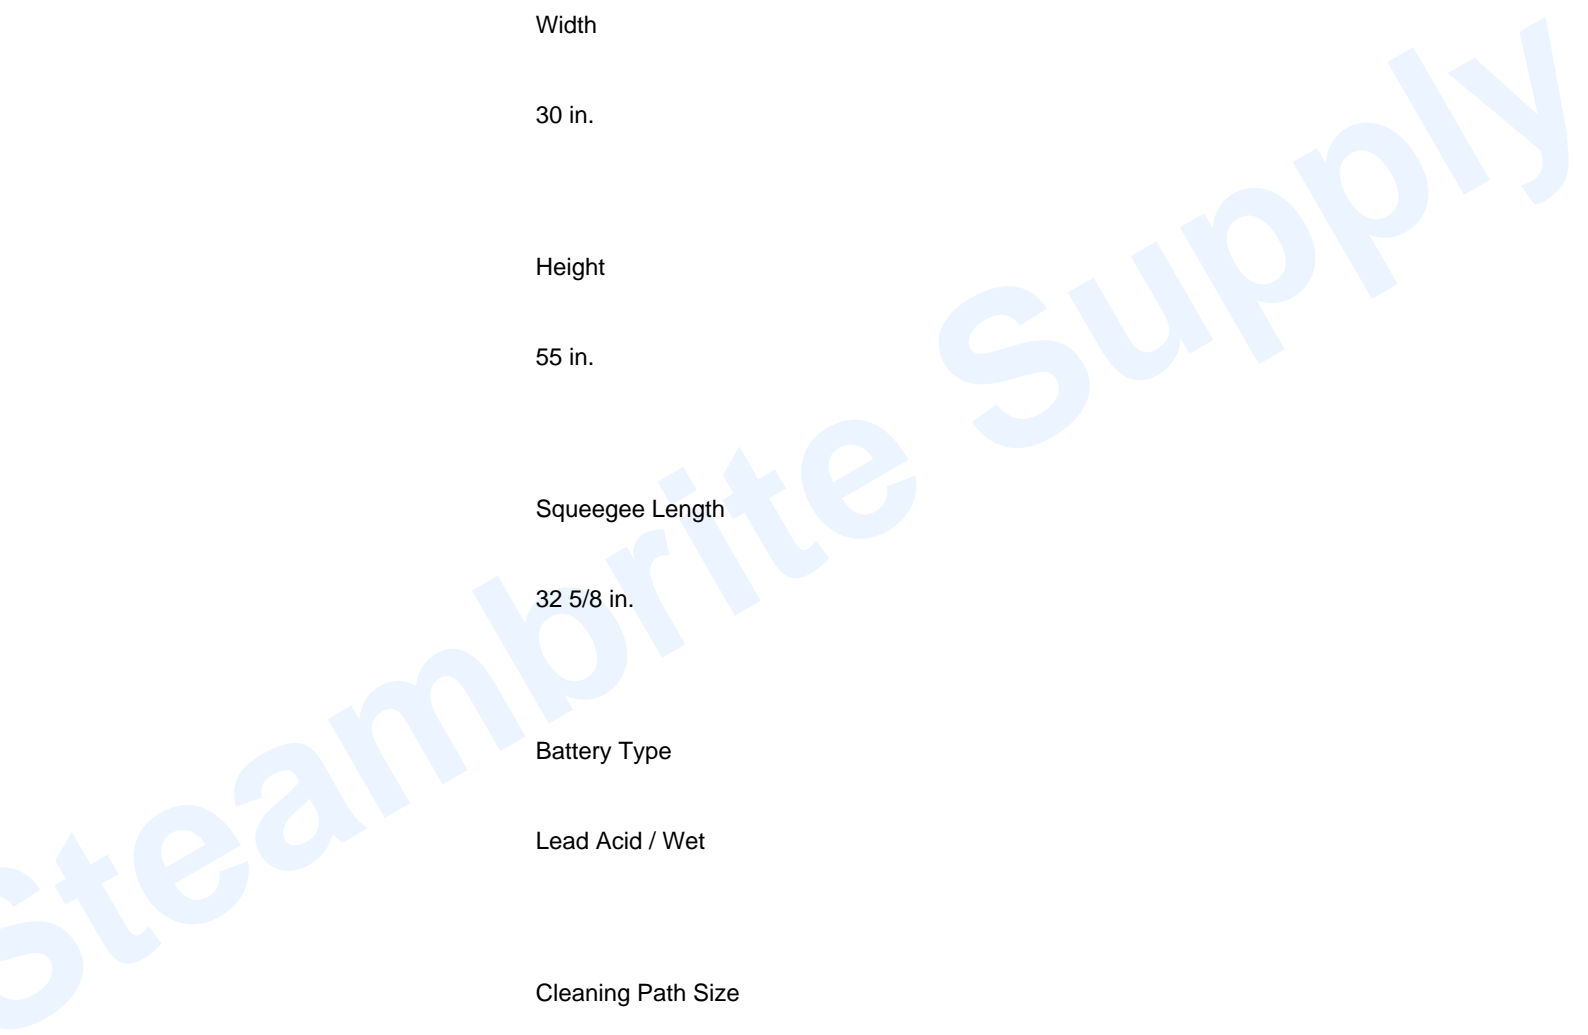 Width
30 in.
Height
55 in.
Squeegee Length
32 5/8 in.
Battery Type
Lead Acid / Wet
Cleaning Path Size
Steambrite Supply